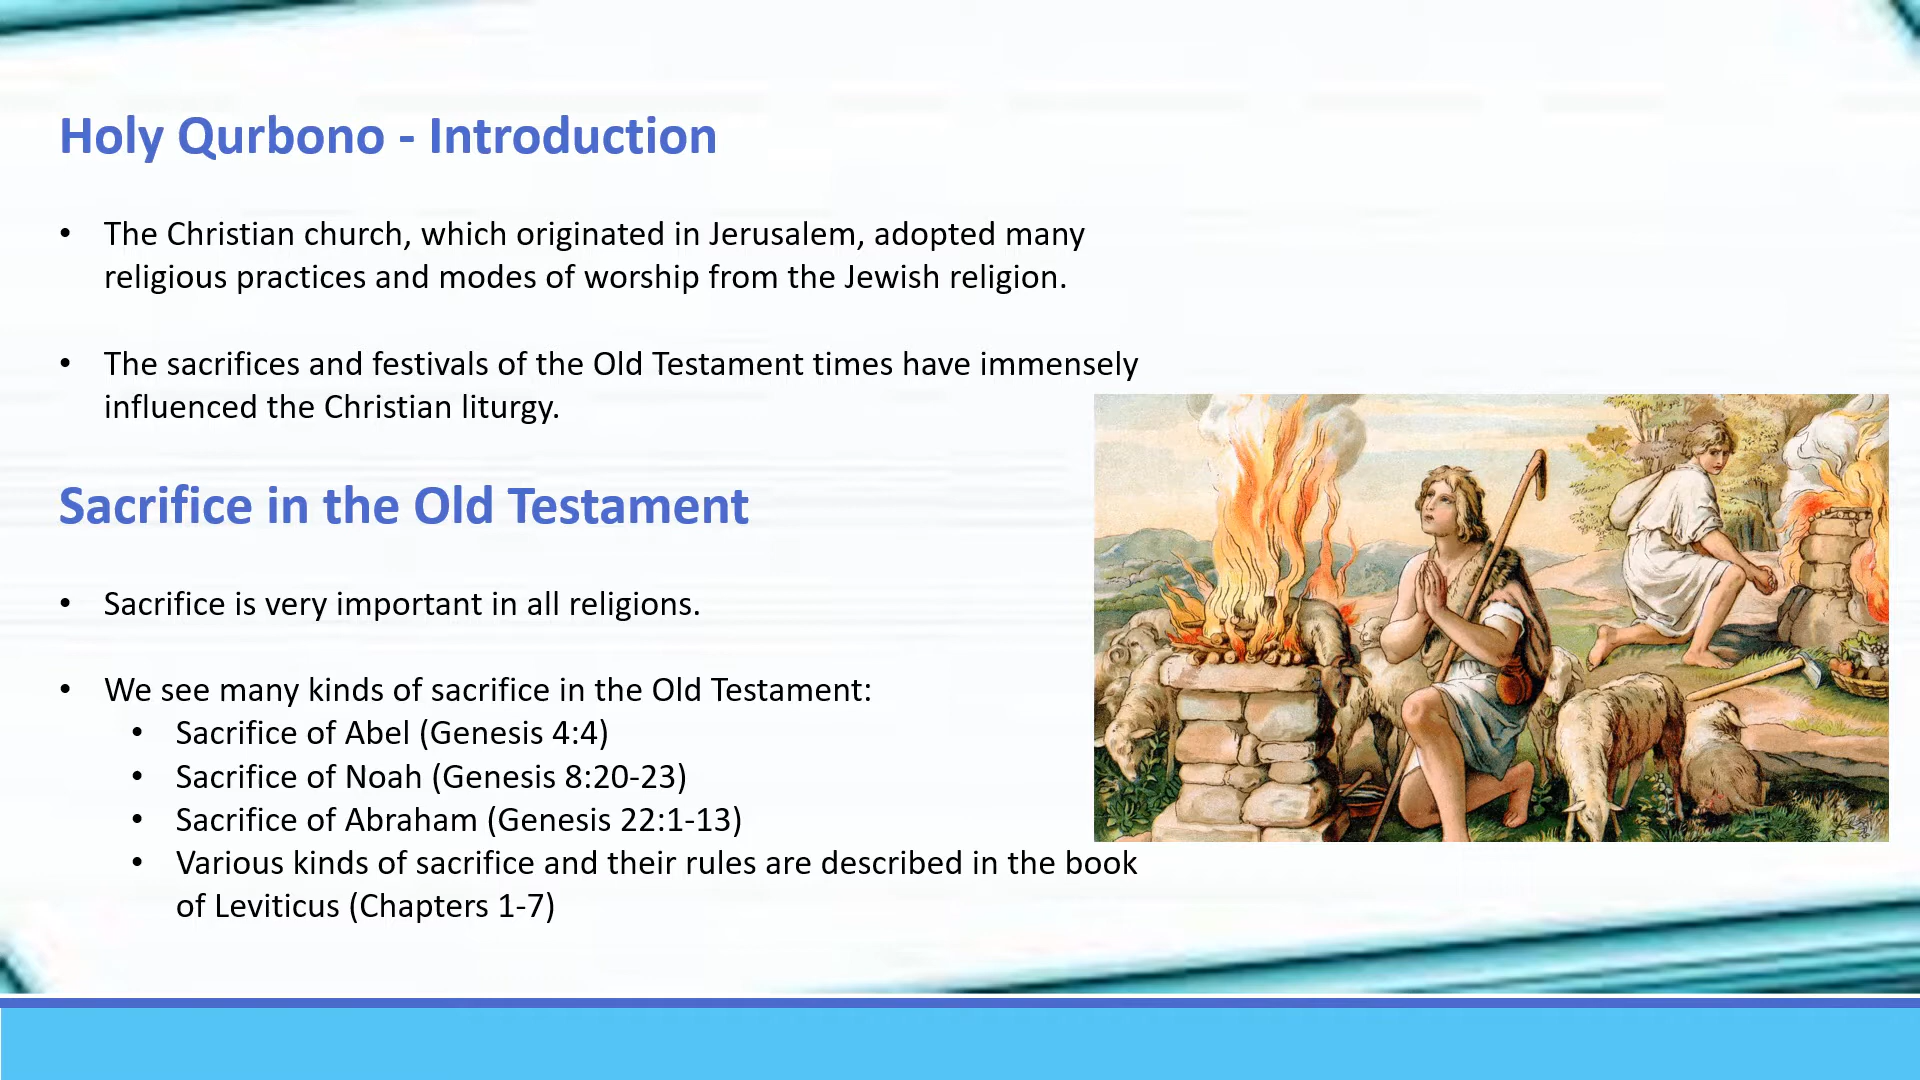 Holy Qurbono - Introduction
• The Christian church, which originated in Jerusalem, adopted many
religious practices and modes of worship from the Jewish religion.
• The sacrifices and festivals of the Old Testament times have immensely
influenced the Christian liturgy.
Sacrifice in the Old Testament
• Sacrifice is very important in all religions.
• We see many kinds of sacrifice in the Old Testament:
• Sacrifice of Abel (Genesis 4:4)
• Sacrifice of Noah (Genesis 8:20-23)
• Sacrifice of Abraham (Genesis 22:1-13)
• Various kinds of sacrifice and their rules are described in the book
of Leviticus (Chapters 1-7)